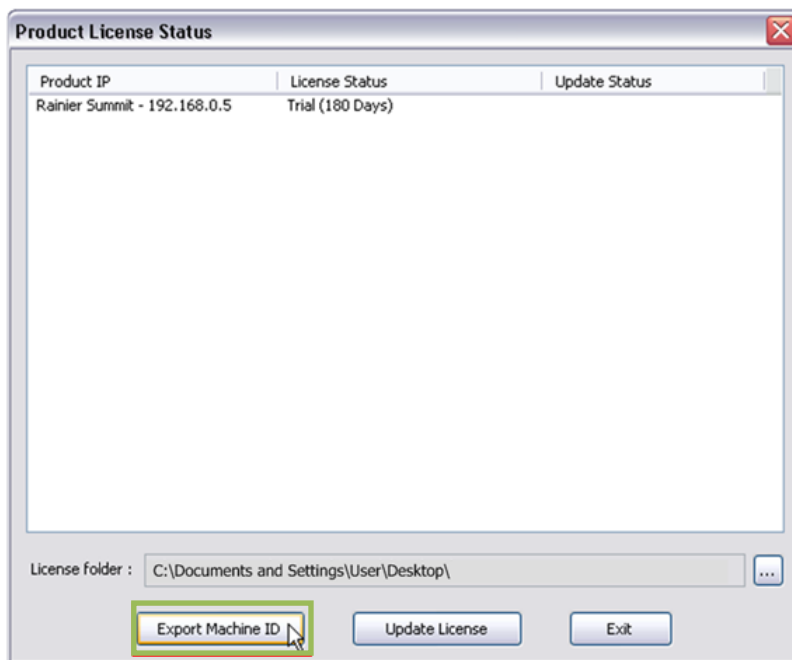 Product License Status
Product IP License Status Update Status
Rainier Summit - 192.168.0.5 Trial (180 Days)
License folder : C:\Documents and Settings\User\Desktop\ ...
Export Machine ID Update License Exit